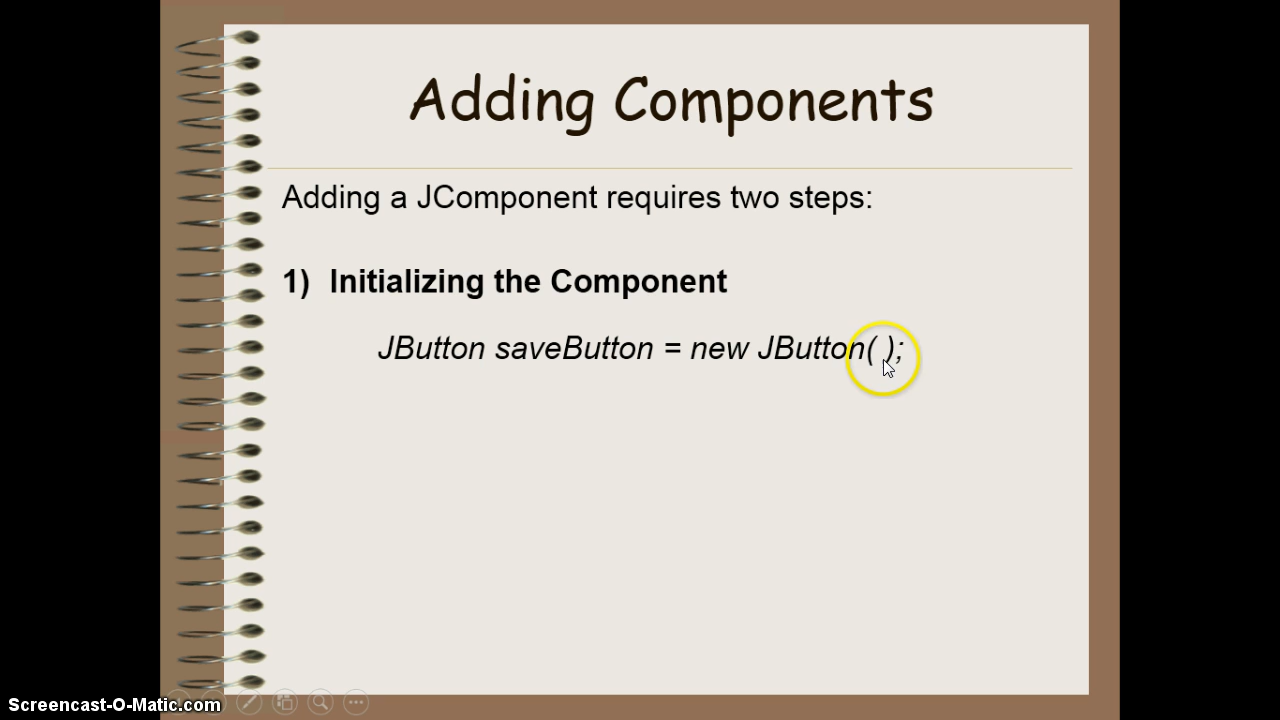 Adding Components
Adding a JComponent requires two steps:
1) Initializing the Component
JButton saveButton = new JButton( );
Screencast-O-Matic.com